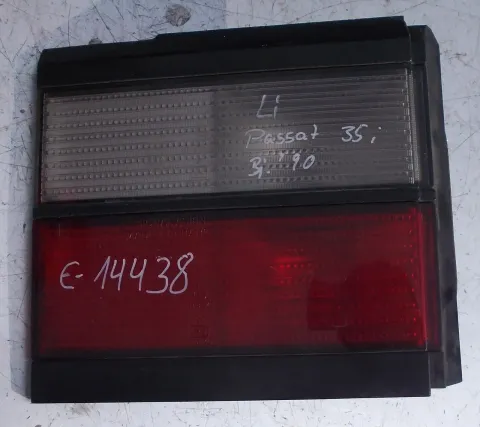 Li
Passat 35i
Bj. '90
E-14438